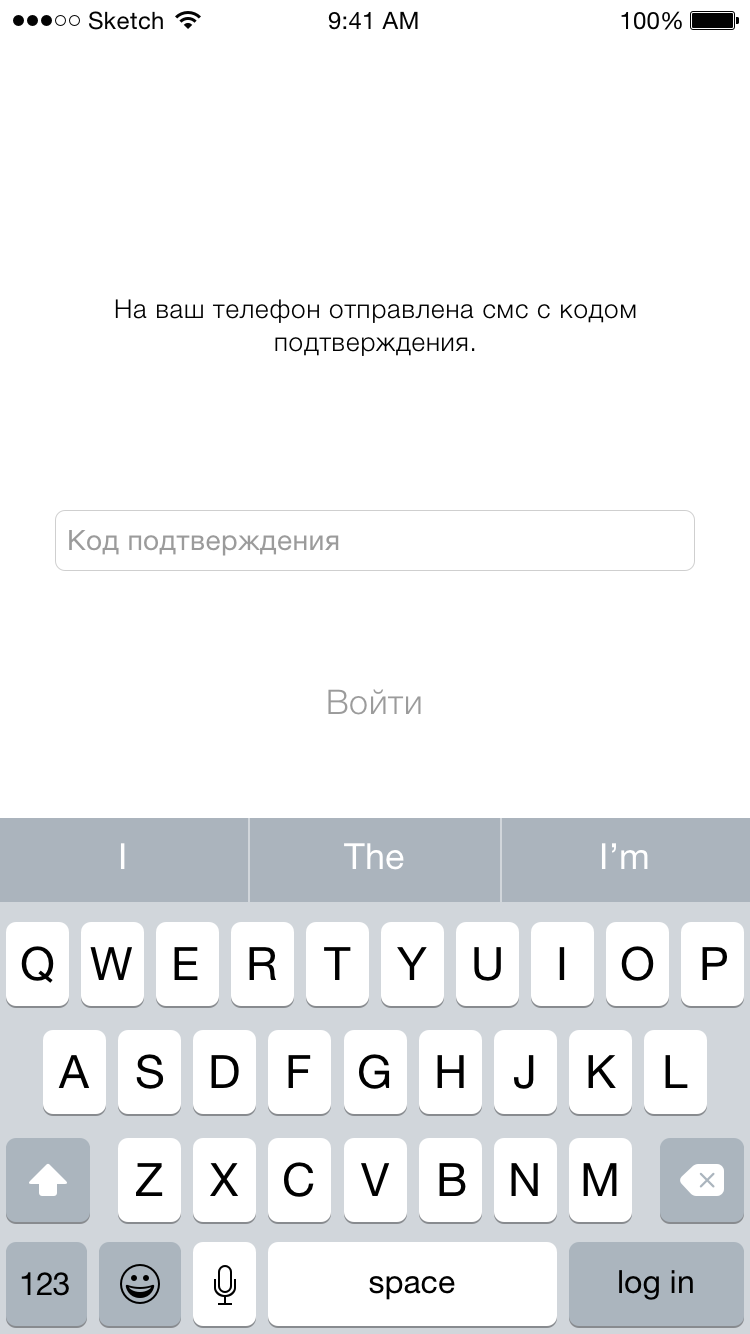 Sketch 9:41 AM 100%
На ваш телефон отправлена смс с кодом
подтверждения.
Код подтверждения
Войти
I The I’m
Q W E R T Y U I O P
A S D F G H J K L
Z X C V B N M
123 space log in